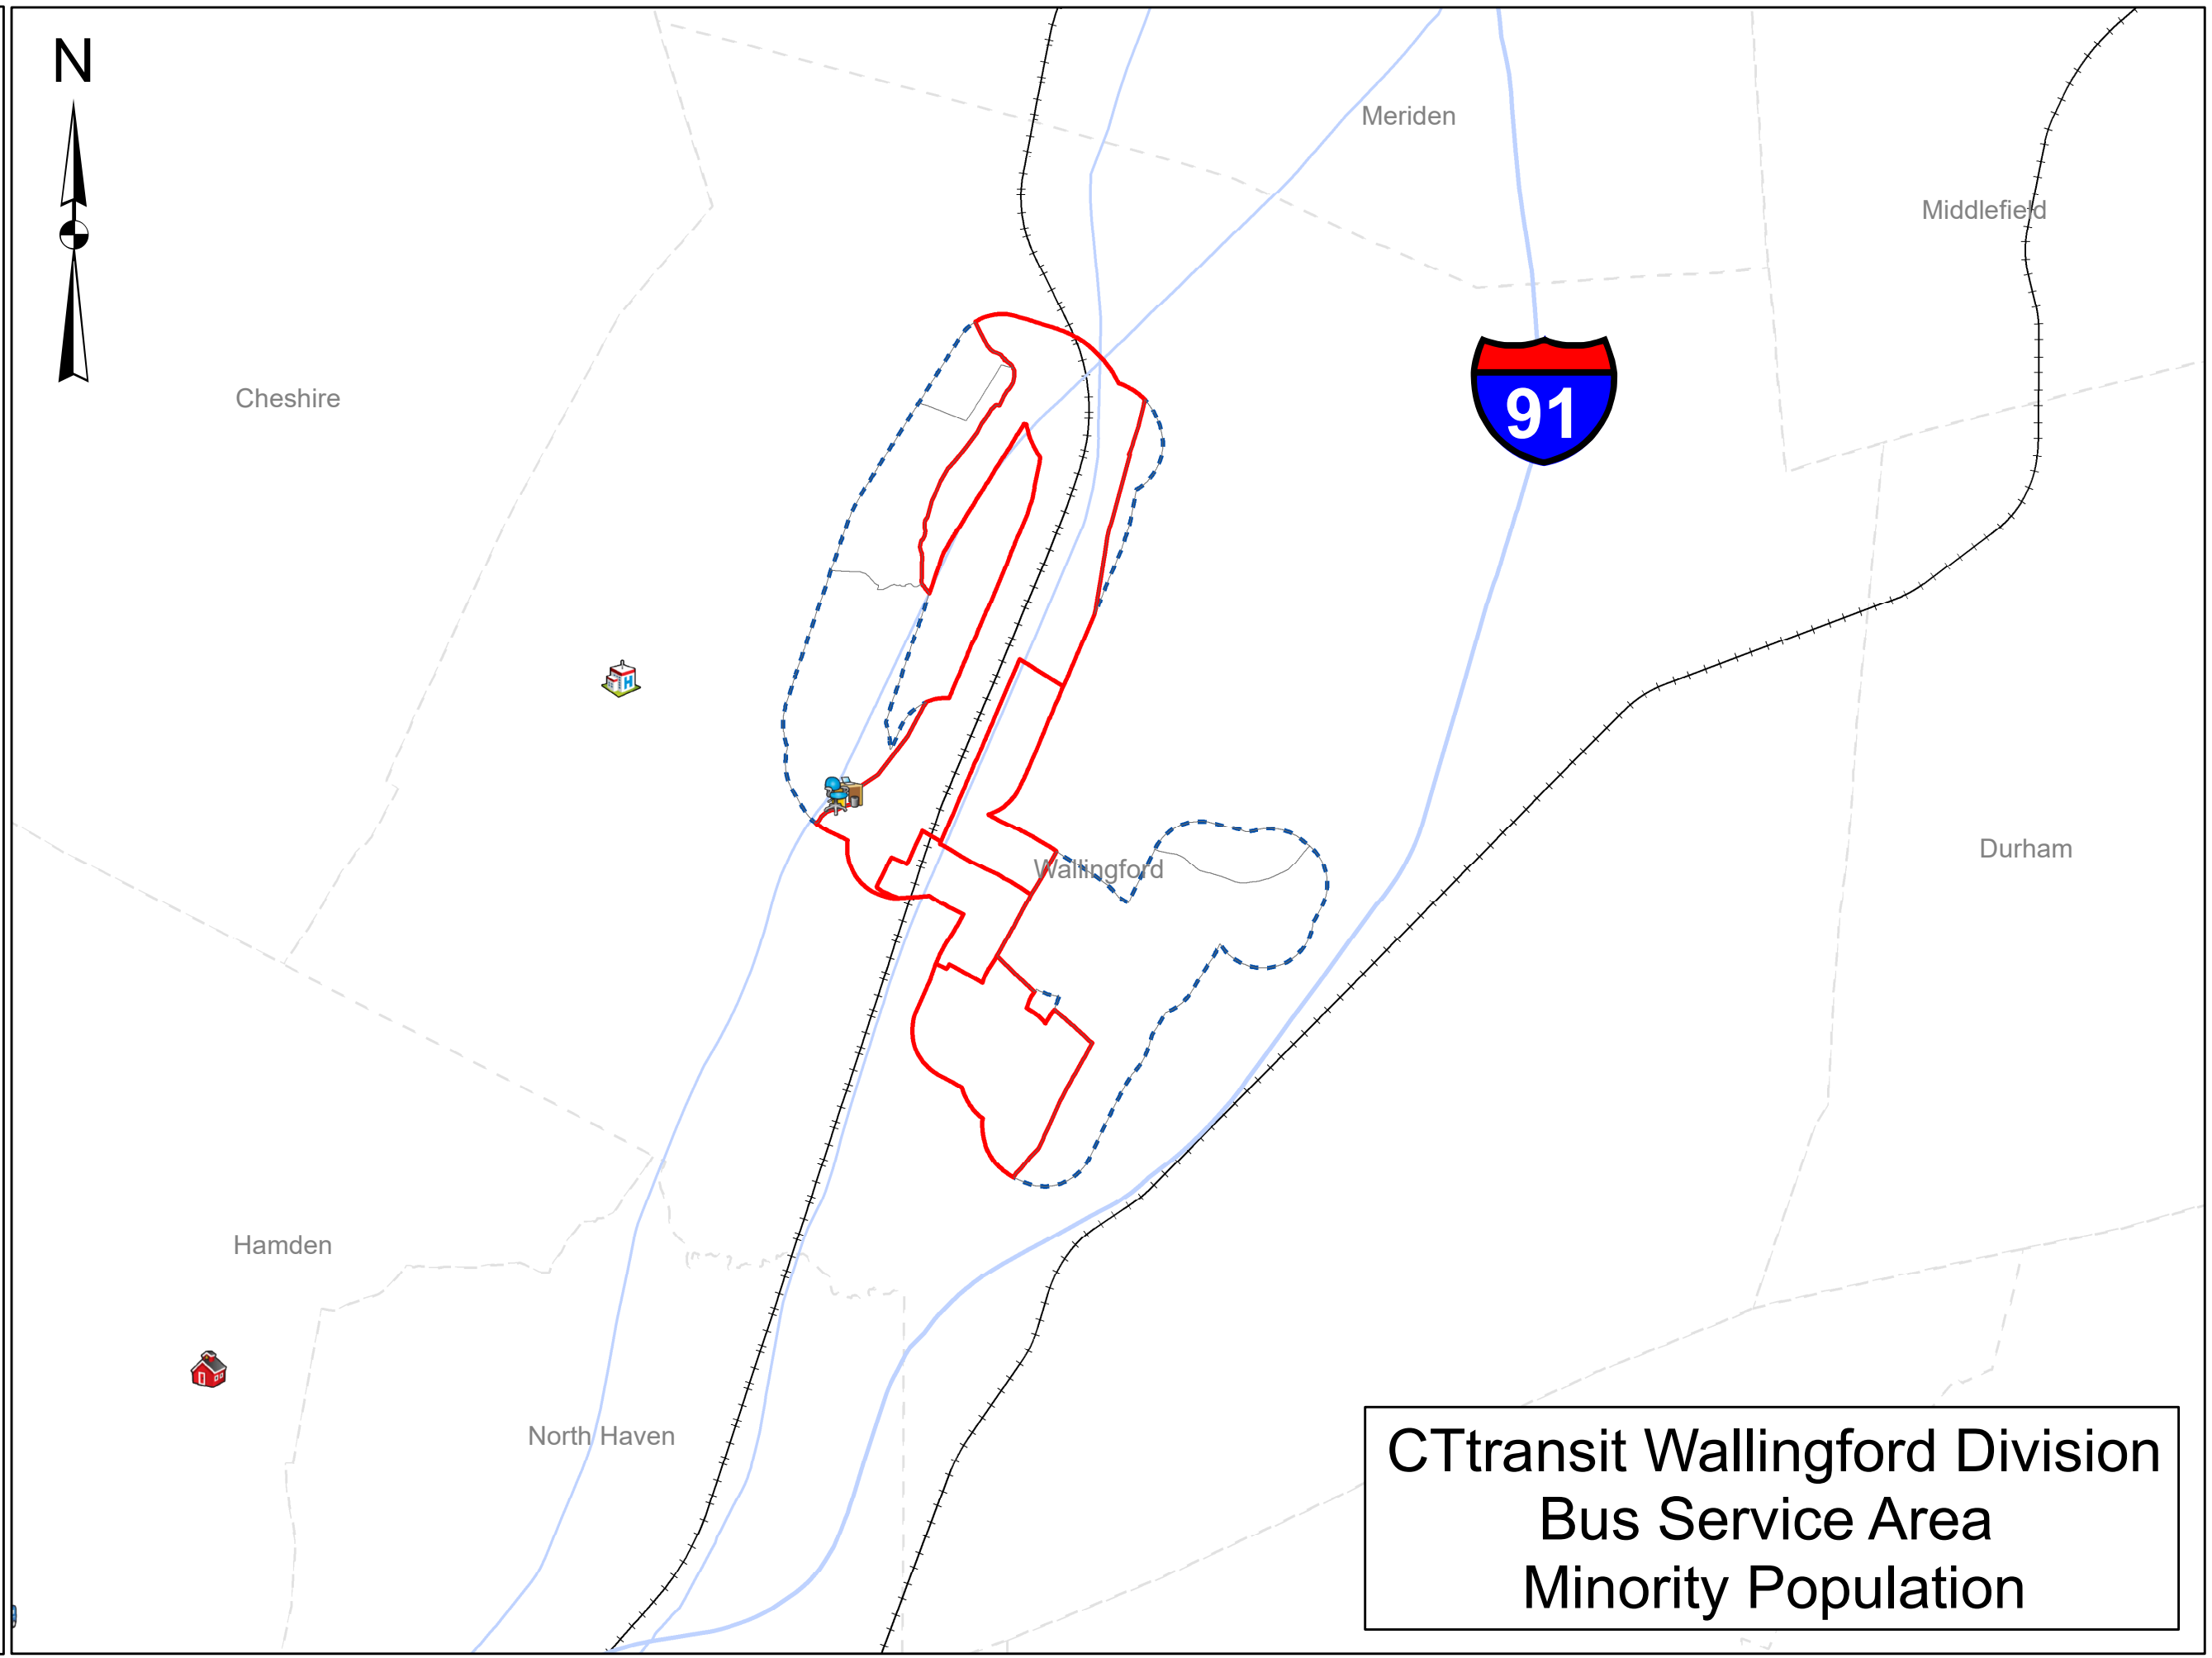 N
Meriden
Middlefield
Cheshire
91
Wallingford
Durham
Hamden
North Haven
H
CTtransit Wallingford Division
Bus Service Area
Minority Population